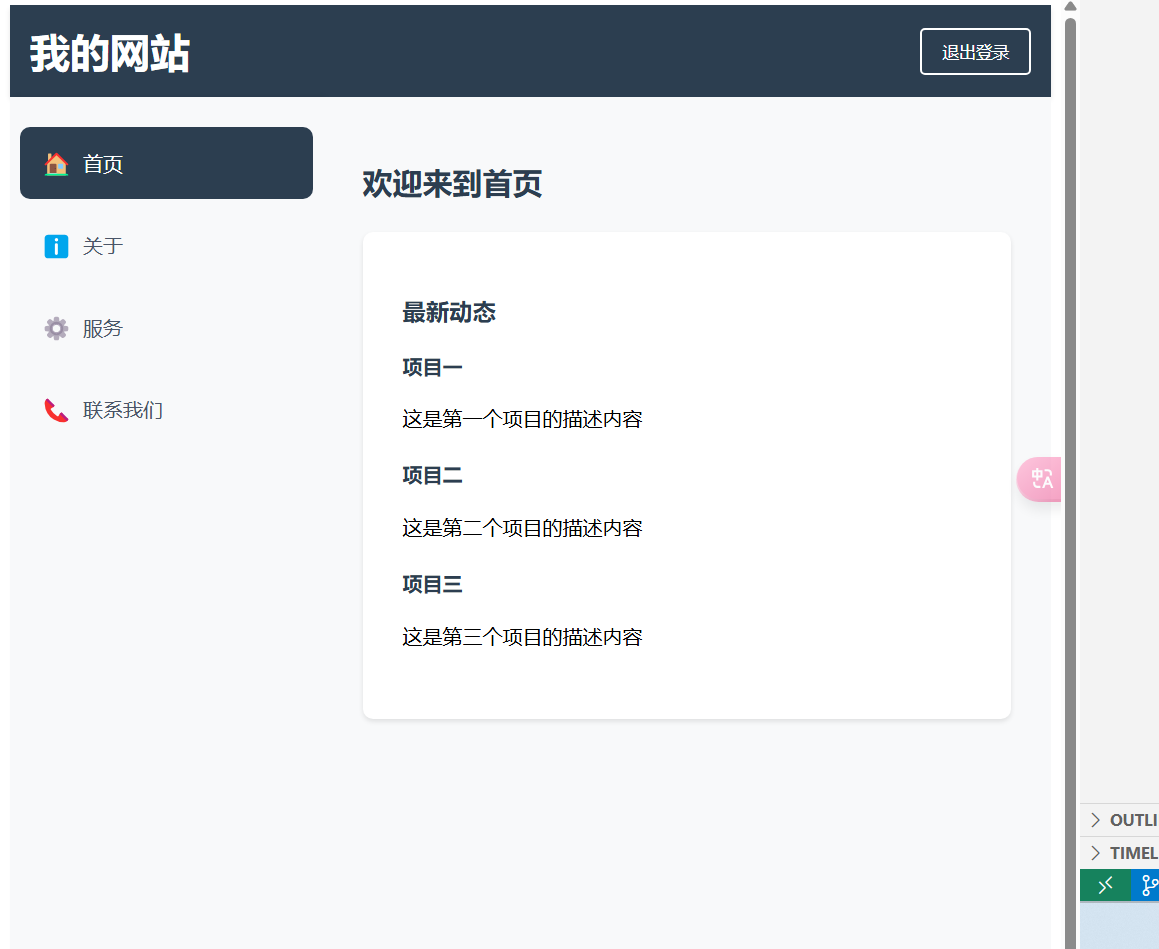 我的网站
退出登录
首页
关于
服务
联系我们
欢迎来到首页
最新动态
项目一
这是第一个项目的描述内容
项目二
这是第二个项目的描述内容
项目三
这是第三个项目的描述内容
中
A
OUTLI
TIMEL